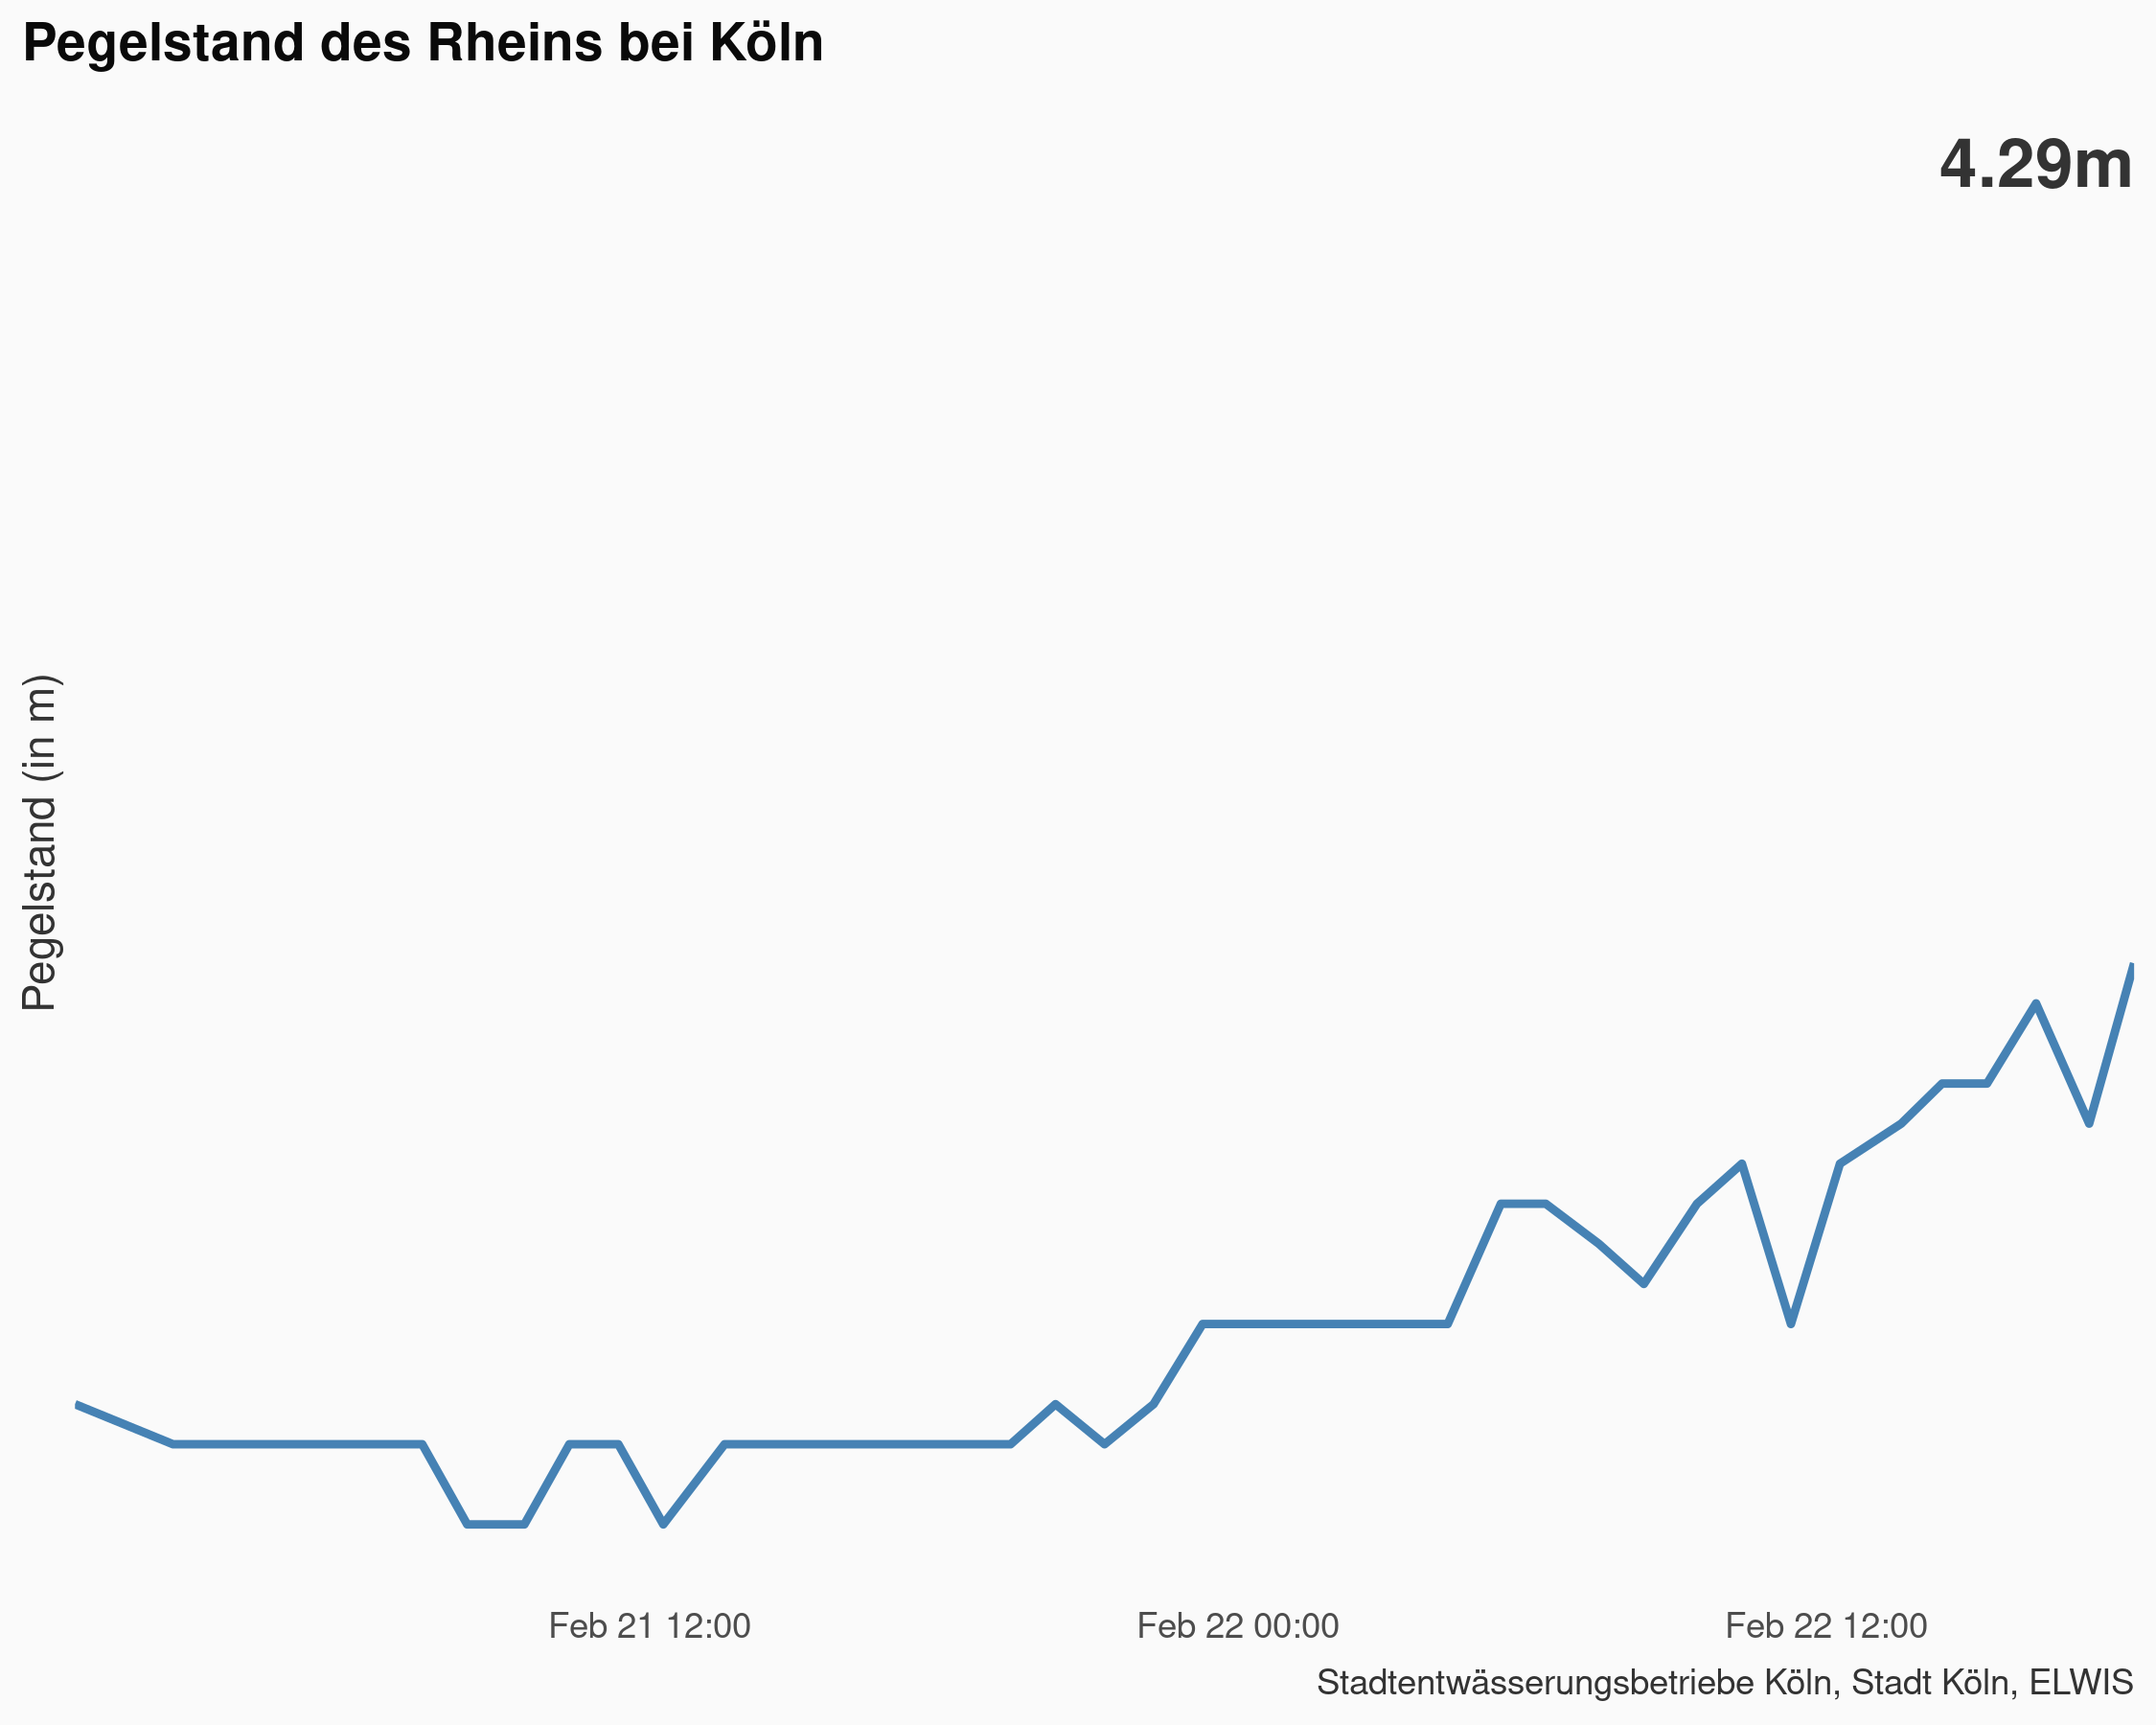 Pegelstand des Rheins bei Köln
4.29m
Pegelstand (in m)
Feb 21 12:00
Feb 22 00:00
Feb 22 12:00
Stadtentwässerungsbetriebe Köln, Stadt Köln, ELWIS